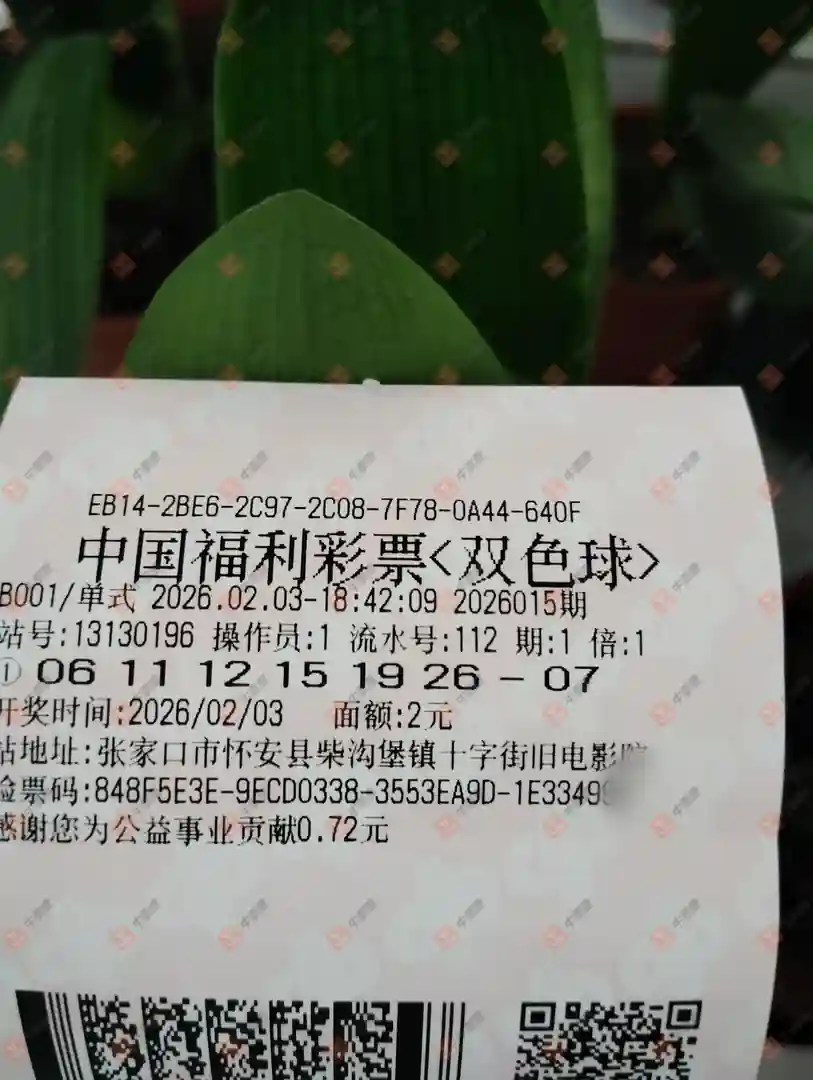 EB14-2BE6-2C97-2C08-7F78-0A44-640F
中国福利彩票<双色球>
B001/单式 2026.02.03-18:42:09 2026015期
站号:13130196 操作员:1 流水号:112 期:1 倍:1
① 06 11 12 15 19 26 - 07
开奖时间:2026/02/03 面额:2元
站地址:张家口市怀安县柴沟堡镇十字街旧电影
验票码:848F5E3E-9ECD0338-3553EA9D-1E3349
感谢您为公益事业贡献0.72元